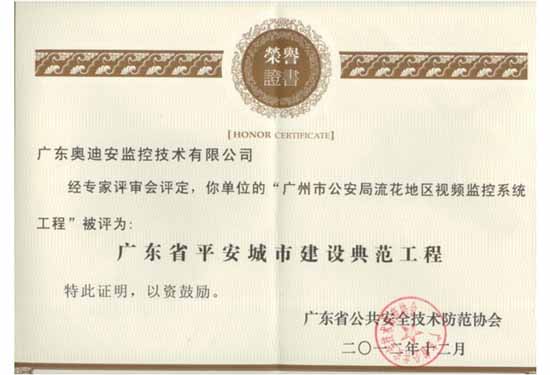 榮譽
證書
[HONOR CERTIFICATE]
广东奥迪安监控技术有限公司
经专家评审会评定，你单位的“广州市公安局流花地区视频监控系统
工程”被评为：
广东省平安城市建设典范工程
特此证明，以资鼓励。
广东省公共安全技术防范协会
二〇一 年十二月